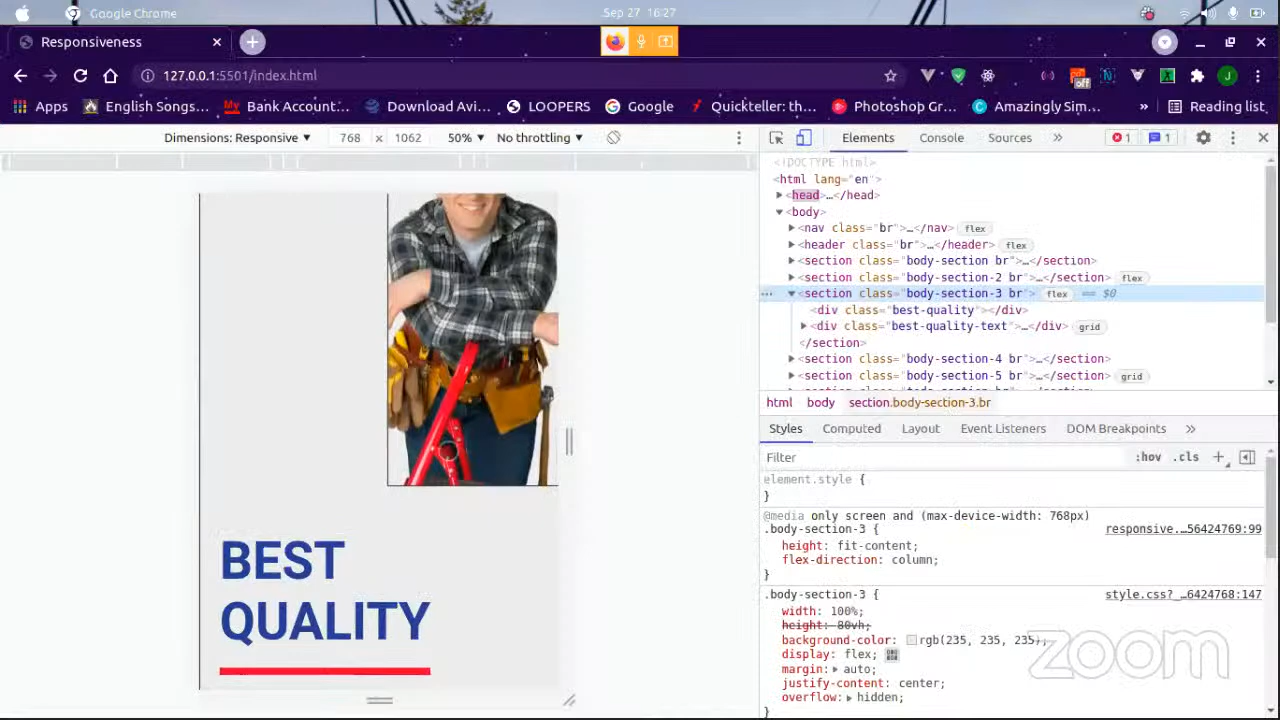 Google Chrome
Sep 27 16:27
Responsiveness
127.0.0.1:5501/index.html
off
J
Apps
English Songs...
My
Bank Account:...
Download Avi...
LOOPERS
Google
Quickteller: th...
Photoshop Gr...
Amazingly Sim...
»
Reading list
Dimensions: Responsive
768 × 1062
50%
No throttling
Elements
Console
Sources
»
1
1
<!DOCTYPE html>
<html lang="en">
<head>…</head>
<body>
<nav class="br">…</nav> flex
<header class="br">…</header> flex
<section class="body-section br">…</section>
<section class="body-section-2 br">…</section> flex
<section class="body-section-3 br"> flex == $0
<div class="best-quality"></div>
<div class="best-quality-text">…</div> grid
</section>
<section class="body-section-4 br">…</section>
<section class="body-section-5 br">…</section> grid
html body section.body-section-3.br
Styles
Computed
Layout
Event Listeners
DOM Breakpoints
»
Filter
:hov .cls +
element.style {
}
@media only screen and (max-device-width: 768px)
.body-section-3 {
responsive.…56424769:99
height: fit-content;
flex-direction: column;
}
.body-section-3 {
style.css?_…6424768:147
width: 100%;
height: 80vh;
background-color: rgb(235, 235, 235);
display: flex;
margin: auto;
justify-content: center;
overflow: hidden;
}
BEST
QUALITY
zoom